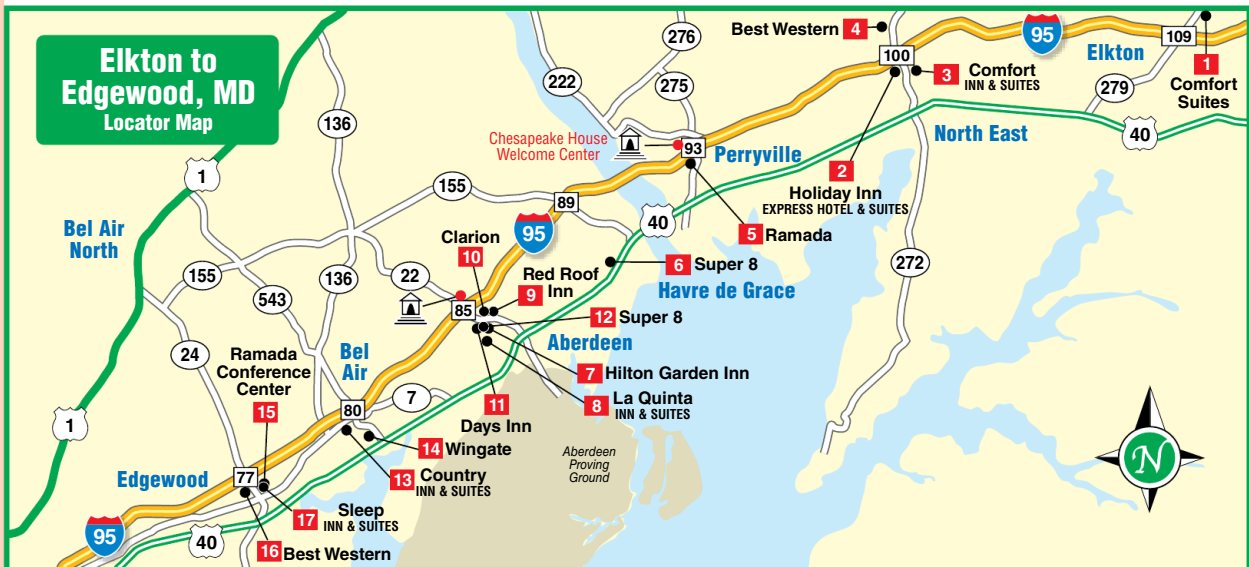 Elkton to
Edgewood, MD
Locator Map
276
Best Western 4
95
109
Elkton
100
222
275
3 Comfort
INN & SUITES
279
1
Comfort
Suites
136
Chesapeake House
Welcome Center
93
Perryville
North East
40
1
155
2
Holiday Inn
EXPRESS HOTEL & SUITES
89
40
Bel Air
North
95
5 Ramada
Clarion
10
6 Super 8
272
155
136
22
Red Roof
Inn
9
Havre de Grace
543
85
12 Super 8
Aberdeen
24
Ramada
Conference
Center
15
Bel
Air
7 Hilton Garden Inn
8 La Quinta
INN & SUITES
7
80
11
Days Inn
1
14 Wingate
Aberdeen
Proving
Ground
N
Edgewood
77
13 Country
INN & SUITES
17 Sleep
INN & SUITES
95
40
16 Best Western